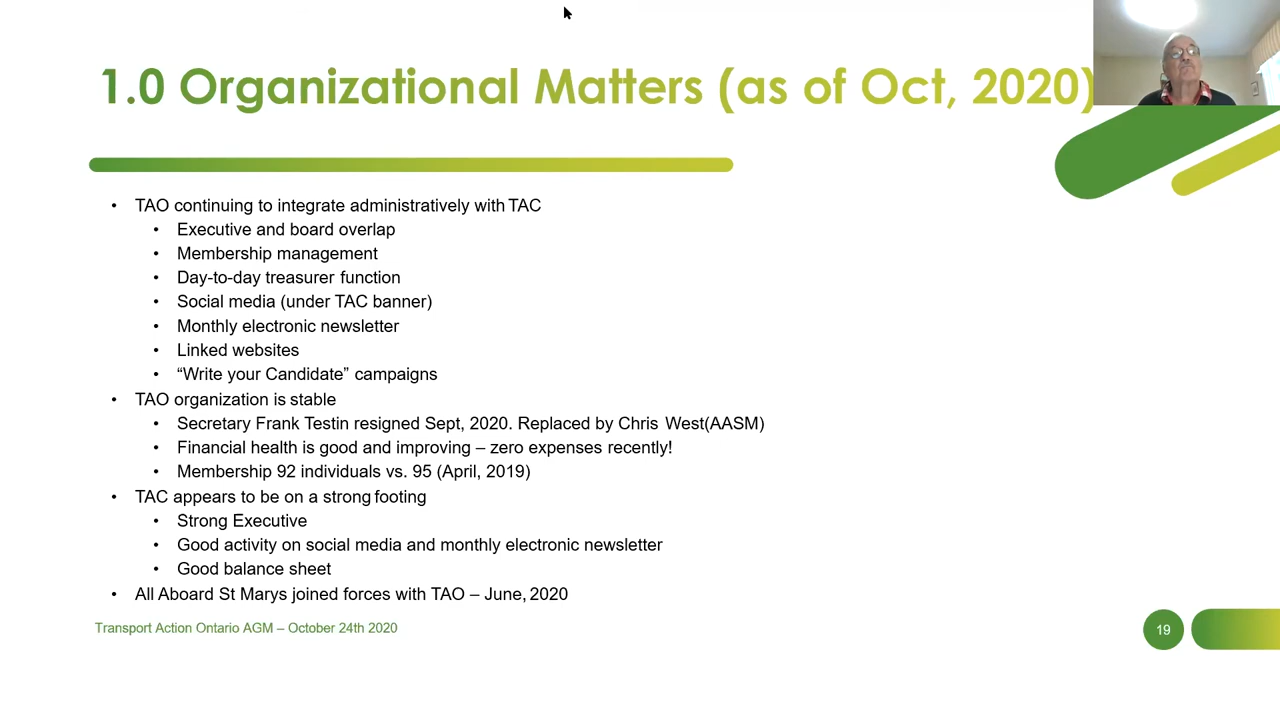 1.0 Organizational Matters (as of Oct, 2020)
• TAO continuing to integrate administratively with TAC
• Executive and board overlap
• Membership management
• Day-to-day treasurer function
• Social media (under TAC banner)
• Monthly electronic newsletter
• Linked websites
• “Write your Candidate” campaigns
• TAO organization is stable
• Secretary Frank Testin resigned Sept, 2020. Replaced by Chris West(AASM)
• Financial health is good and improving – zero expenses recently!
• Membership 92 individuals vs. 95 (April, 2019)
• TAC appears to be on a strong footing
• Strong Executive
• Good activity on social media and monthly electronic newsletter
• Good balance sheet
• All Aboard St Marys joined forces with TAO – June, 2020
Transport Action Ontario AGM – October 24th 2020
19